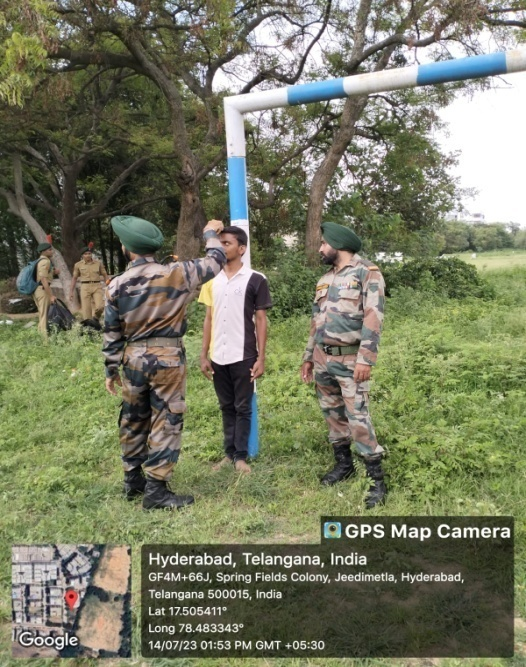 GPS Map Camera
Hyderabad, Telangana, India
GF4M+66J, Spring Fields Colony, Jeedimetla, Hyderabad,
Telangana 500015, India
Lat 17.505411°
Long 78.483343°
14/07/23 01:53 PM GMT +05:30
Google